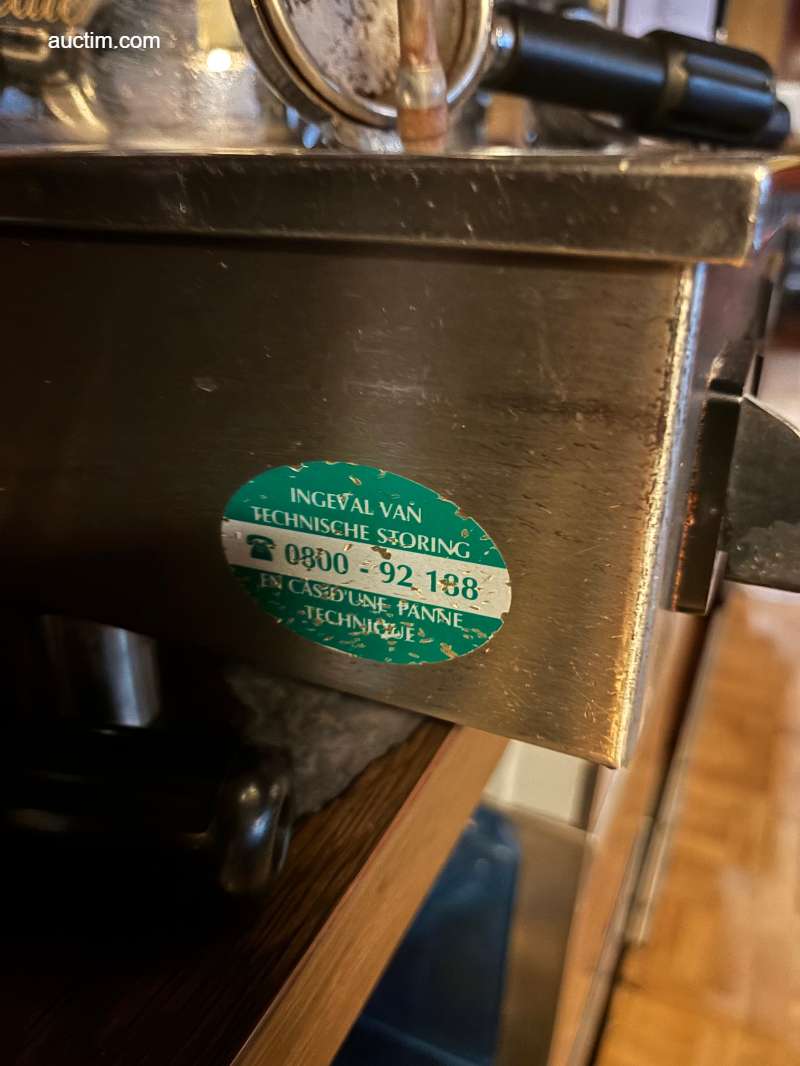 auctim.com
INGEVAL VAN
TECHNISCHE STORING
☎ 0800 - 92 188
EN CAS D'UNE PANNE
TECHNIQUE